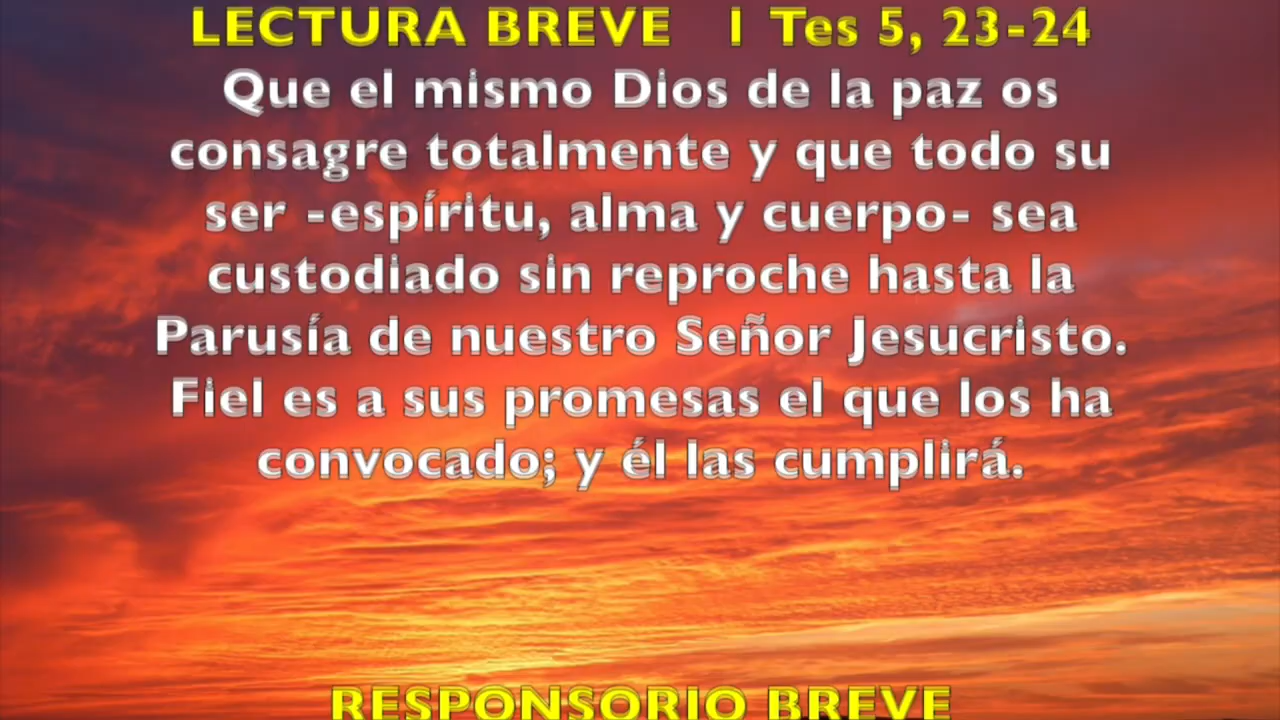 LECTURA BREVE 1 Tes 5, 23-24
Que el mismo Dios de la paz os
consagre totalmente y que todo su
ser -espíritu, alma y cuerpo- sea
custodiado sin reproche hasta la
Parusía de nuestro Señor Jesucristo.
Fiel es a sus promesas el que los ha
convocado; y él las cumplirá.
RESPONSORIO BREVE